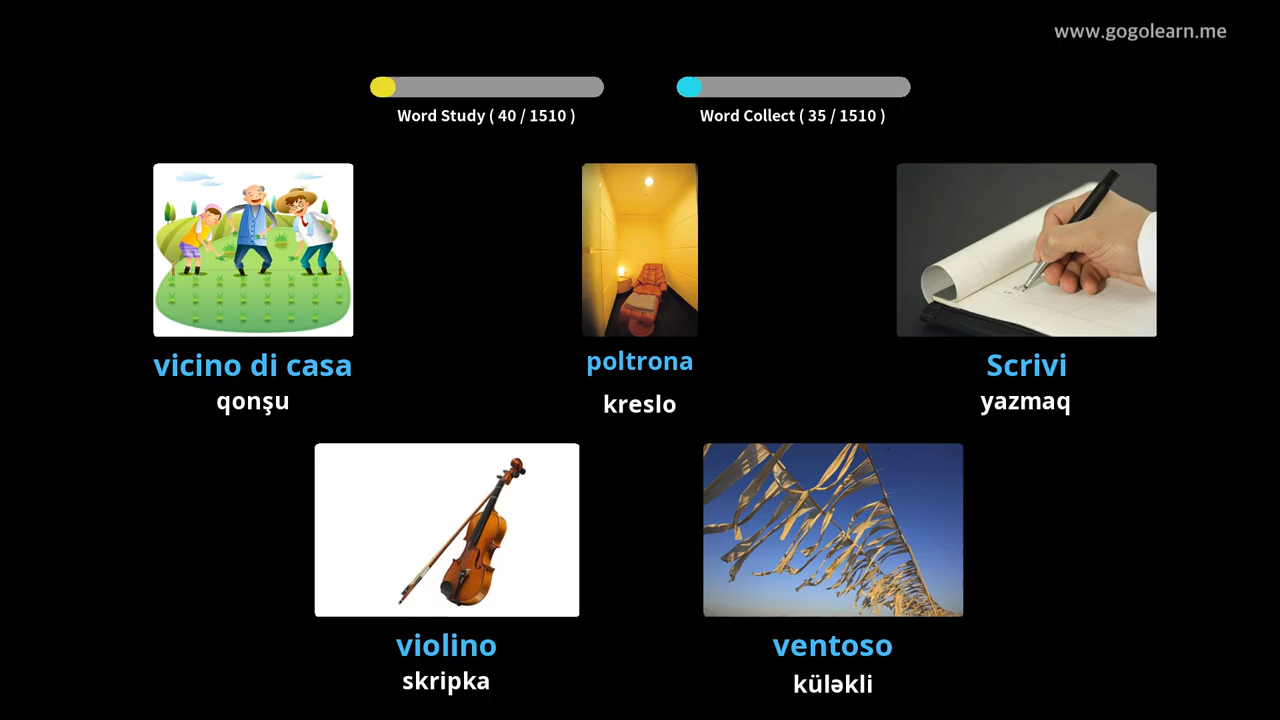 www.gogolearn.me
Word Study ( 40 / 1510 )
Word Collect ( 35 / 1510 )
vicino di casa
qonşu
poltrona
kreslo
Scrivi
yazmaq
violino
skripka
ventoso
küləkli